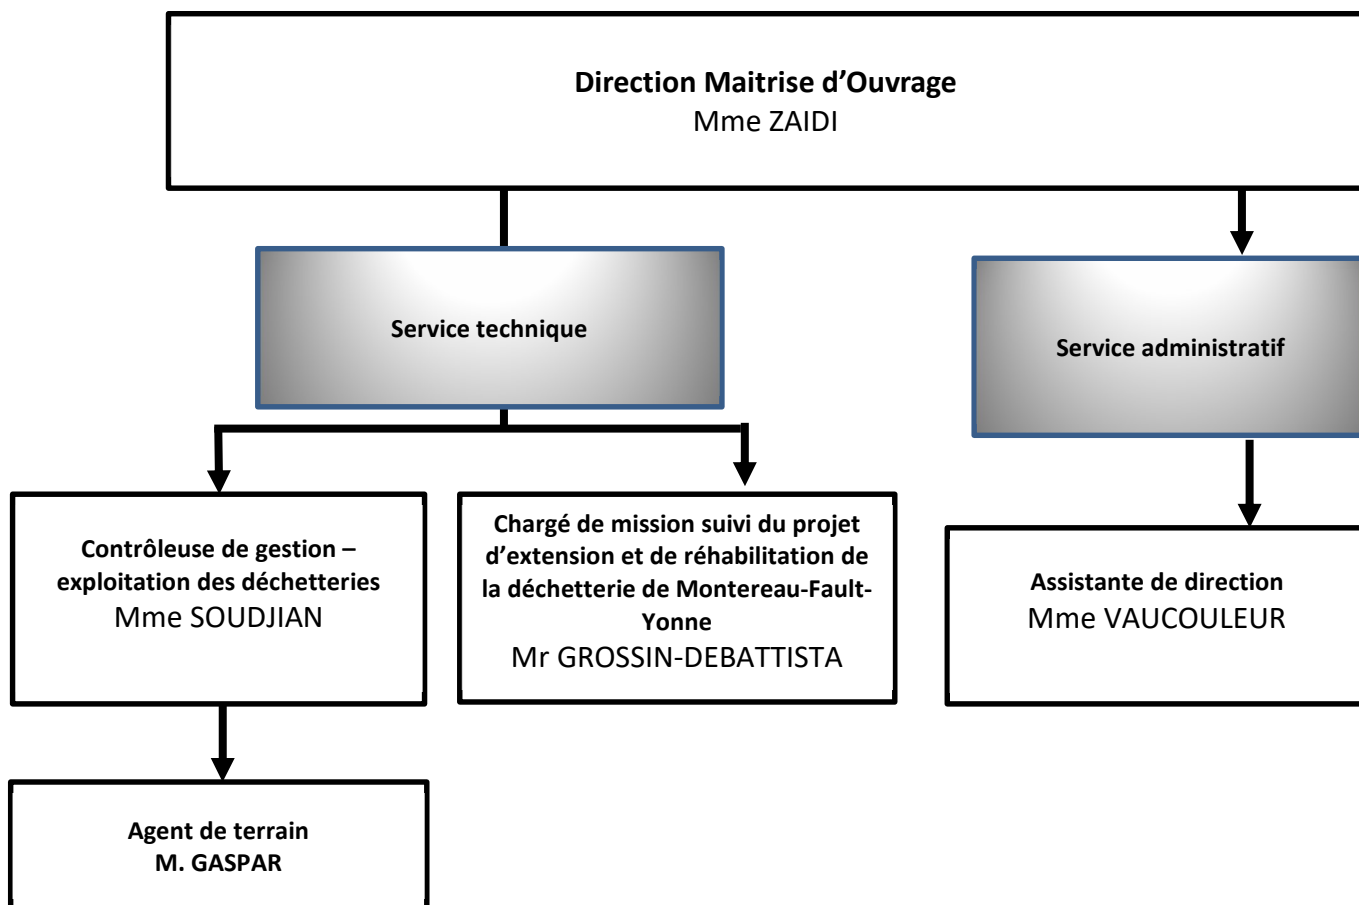 Direction Maitrise d'Ouvrage
Mme ZAIDI
Service technique
Service administratif
Contrôleuse de gestion –
exploitation des déchetteries
Mme SOUDJIAN
Chargé de mission suivi du projet
d'extension et de réhabilitation de
la déchetterie de Montereau-Fault-
Yonne
Mr GROSSIN-DEBATTISTA
Assistante de direction
Mme VAUCOULEUR
Agent de terrain
M. GASPAR